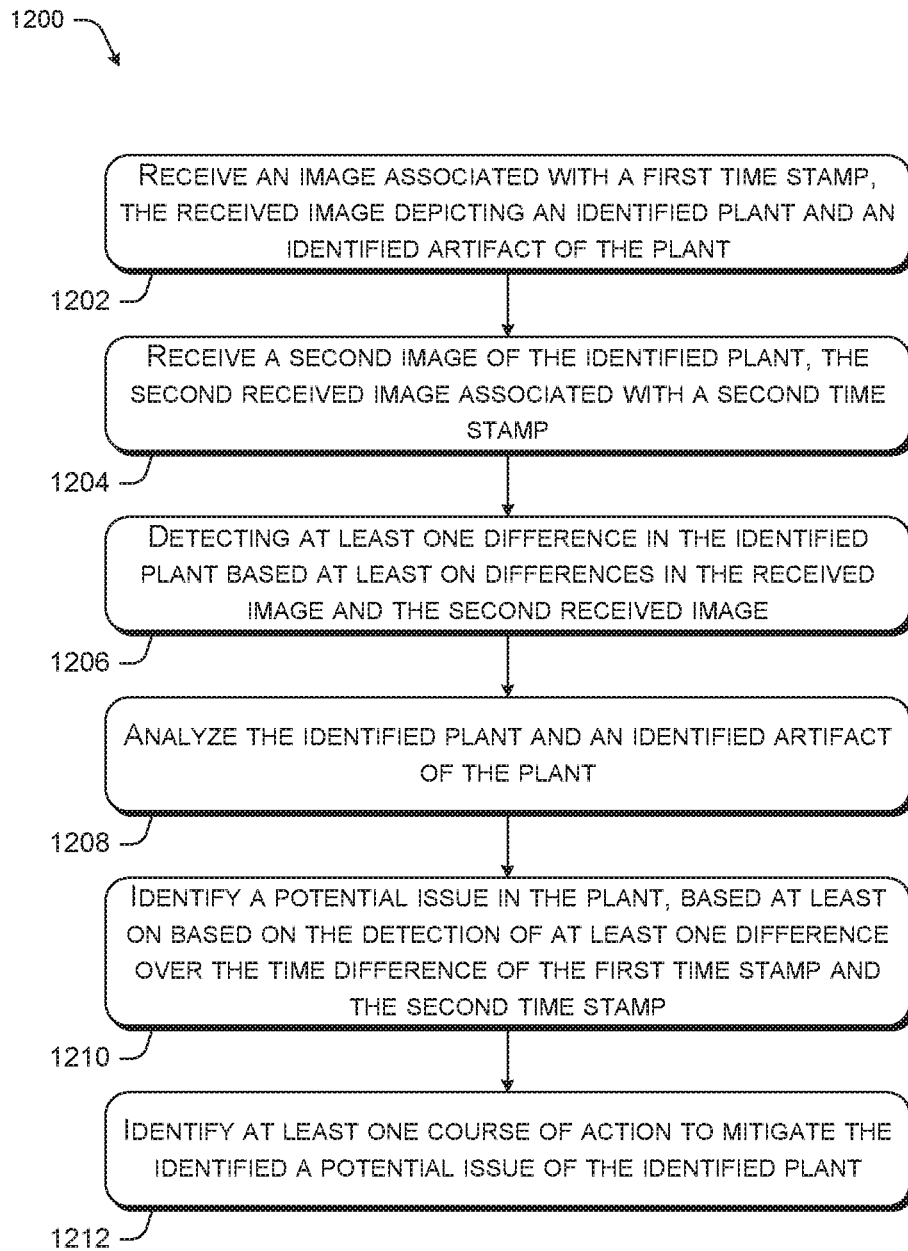 1200
RECEIVE AN IMAGE ASSOCIATED WITH A FIRST TIME STAMP,
THE RECEIVED IMAGE DEPICTING AN IDENTIFIED PLANT AND AN
IDENTIFIED ARTIFACT OF THE PLANT
1202
RECEIVE A SECOND IMAGE OF THE IDENTIFIED PLANT, THE
SECOND RECEIVED IMAGE ASSOCIATED WITH A SECOND TIME
STAMP
1204
DETECTING AT LEAST ONE DIFFERENCE IN THE IDENTIFIED
PLANT BASED AT LEAST ON DIFFERENCES IN THE RECEIVED
IMAGE AND THE SECOND RECEIVED IMAGE
1206
ANALYZE THE IDENTIFIED PLANT AND AN IDENTIFIED ARTIFACT
OF THE PLANT
1208
IDENTIFY A POTENTIAL ISSUE IN THE PLANT, BASED AT LEAST
ON BASED ON THE DETECTION OF AT LEAST ONE DIFFERENCE
OVER THE TIME DIFFERENCE OF THE FIRST TIME STAMP AND
THE SECOND TIME STAMP
1210
IDENTIFY AT LEAST ONE COURSE OF ACTION TO MITIGATE THE
IDENTIFIED A POTENTIAL ISSUE OF THE IDENTIFIED PLANT
1212